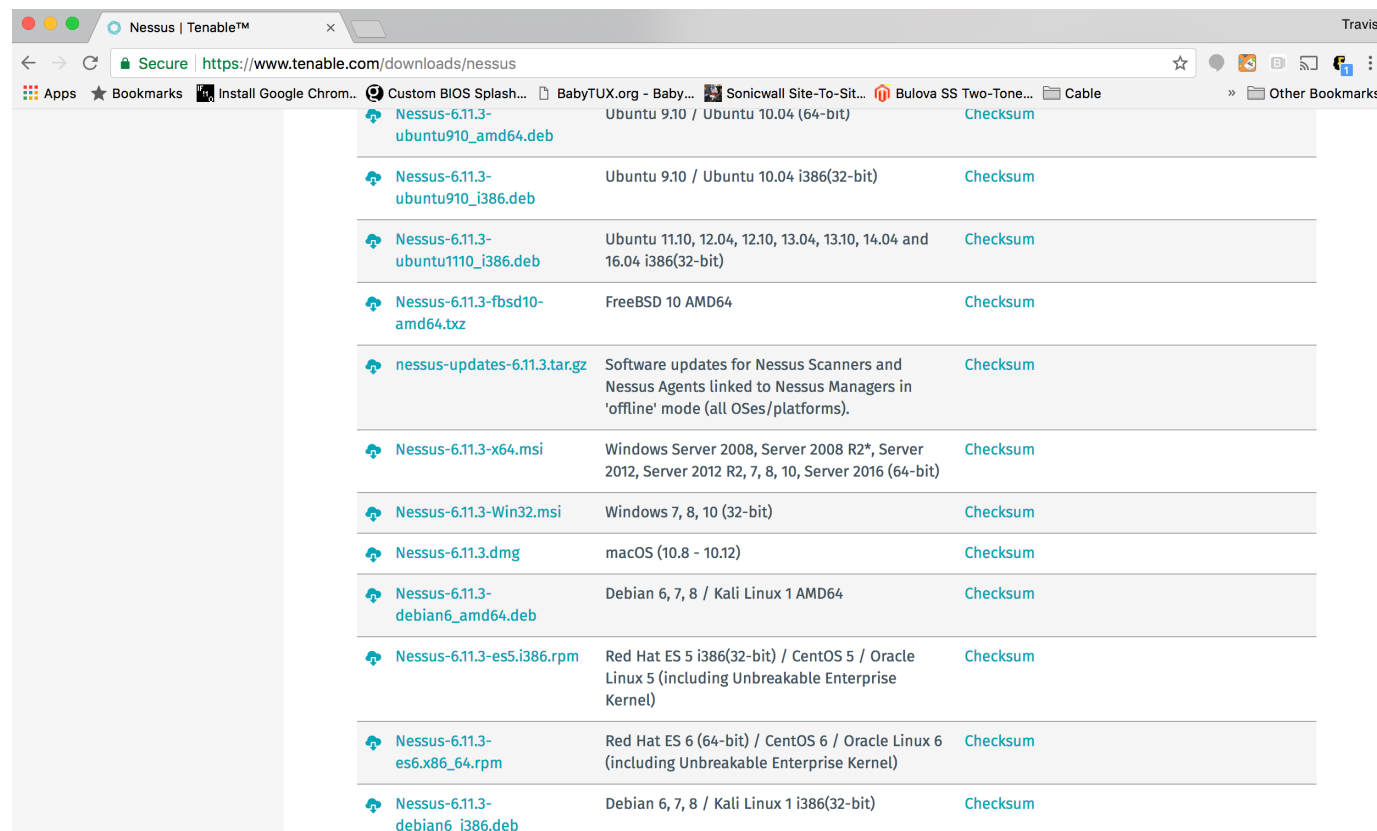 Nessus | Tenable™
Travis
Secure https://www.tenable.com/downloads/nessus
Apps Bookmarks Install Google Chrom... Custom BIOS Splash... BabyTUX.org - Baby... Sonicwall Site-To-Sit... Bulova SS Two-Tone... Cable » Other Bookmarks
Nessus-6.11.3- Ubuntu 9.10 / Ubuntu 10.04 (64-bit) Checksum
ubuntu910_amd64.deb
Nessus-6.11.3- Ubuntu 9.10 / Ubuntu 10.04 i386(32-bit) Checksum
ubuntu910_i386.deb
Nessus-6.11.3- Ubuntu 11.10, 12.04, 12.10, 13.04, 13.10, 14.04 and Checksum
ubuntu1110_i386.deb 16.04 i386(32-bit)
Nessus-6.11.3-fbsd10- FreeBSD 10 AMD64 Checksum
amd64.txz
nessus-updates-6.11.3.tar.gz Software updates for Nessus Scanners and Checksum
Nessus Agents linked to Nessus Managers in
'offline' mode (all OSes/platforms).
Nessus-6.11.3-x64.msi Windows Server 2008, Server 2008 R2*, Server Checksum
2012, Server 2012 R2, 7, 8, 10, Server 2016 (64-bit)
Nessus-6.11.3-Win32.msi Windows 7, 8, 10 (32-bit) Checksum
Nessus-6.11.3.dmg macOS (10.8 - 10.12) Checksum
Nessus-6.11.3- Debian 6, 7, 8 / Kali Linux 1 AMD64 Checksum
debian6_amd64.deb
Nessus-6.11.3-es5.i386.rpm Red Hat ES 5 i386(32-bit) / CentOS 5 / Oracle Checksum
Linux 5 (including Unbreakable Enterprise
Kernel)
Nessus-6.11.3- Red Hat ES 6 (64-bit) / CentOS 6 / Oracle Linux 6 Checksum
es6.x86_64.rpm (including Unbreakable Enterprise Kernel)
Nessus-6.11.3- Debian 6, 7, 8 / Kali Linux 1 i386(32-bit) Checksum
debian6_i386.deb